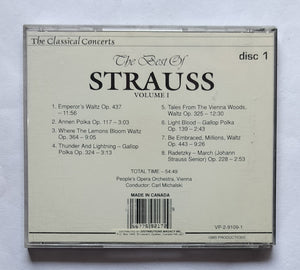 The Classical Concerts
disc 1
The Best Of
STRAUSS
VOLUME I
1. Emperor's Waltz Op. 437
– 11:56
2. Annen Polka Op. 117 – 3:03
3. Where The Lemons Bloom Waltz
Op. 364 – 9:05
4. Thunder And Lightning – Gallop
Polka Op. 324 – 3:13
5. Tales From The Vienna Woods,
Waltz Op. 325 – 12:30
6. Light Blood – Gallop Polka
Op. 139 – 2:43
7. Be Embraced, Millions, Waltz
Op. 443 – 9:26
8. Radetzky – March (Johann
Strauss Senior) Op. 228 – 2:53
TOTAL TIME – 54:49
People's Opera Orchestra, Vienna
Conductor: Carl Michalski
MADE IN CANADA
VF-2-9109-1